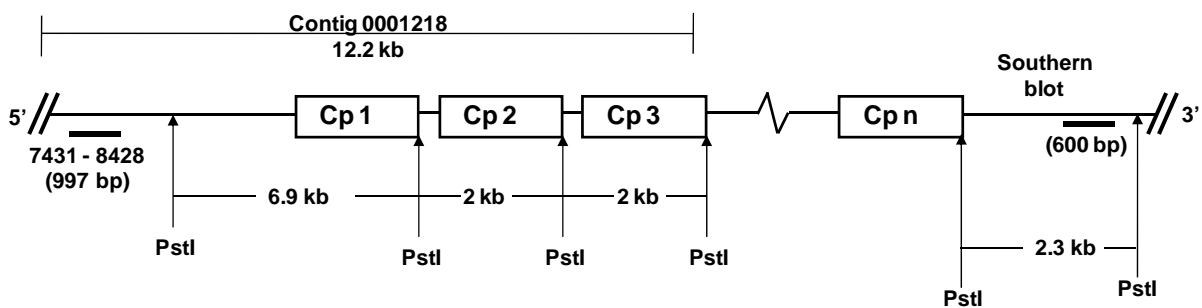 Contig 0001218
12.2 kb
Southern
blot
5'
Cp 1
Cp 2
Cp 3
Cp n
3'
7431 - 8428
(997 bp)
(600 bp)
6.9 kb
2 kb
2 kb
PstI
PstI
PstI
PstI
2.3 kb
PstI
PstI